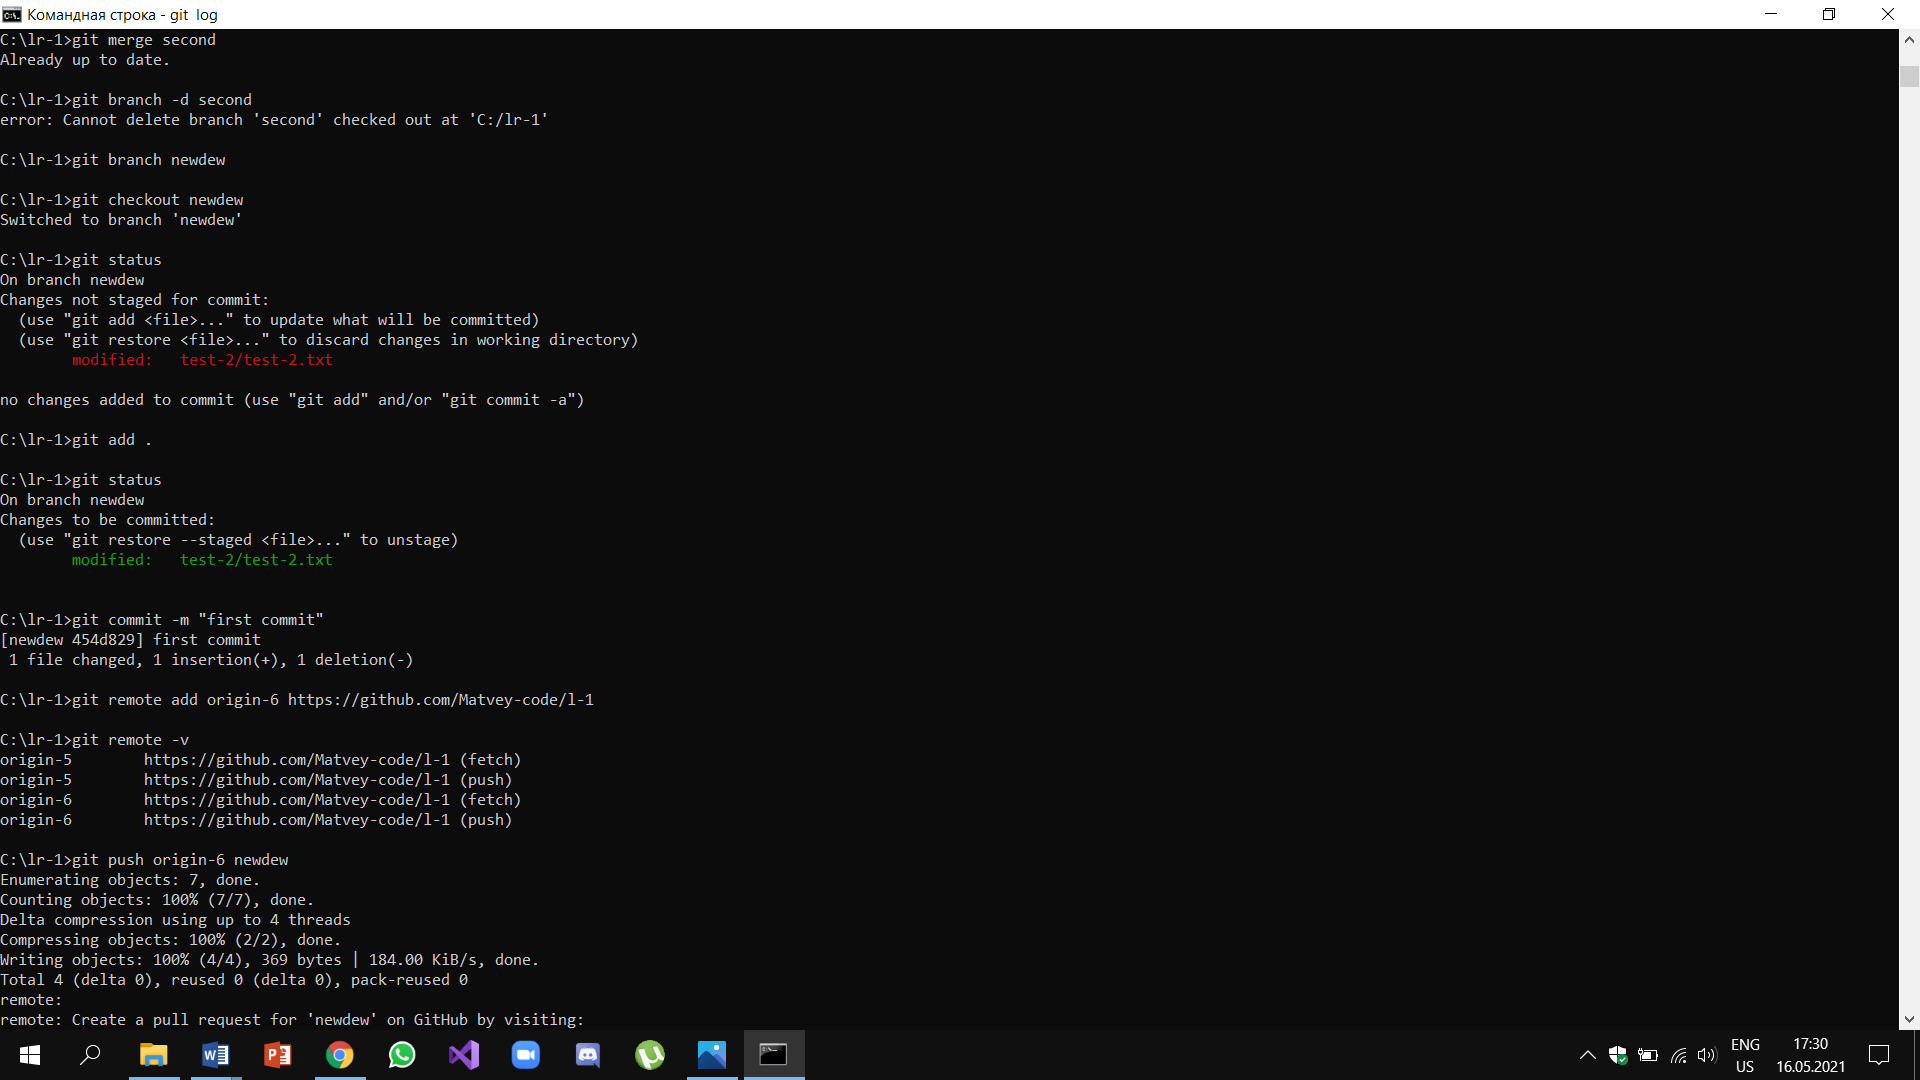 Командная строка - git  log
C:\lr-1>git merge second
Already up to date.
C:\lr-1>git branch -d second
error: Cannot delete branch 'second' checked out at 'C:/lr-1'
C:\lr-1>git branch newdew
C:\lr-1>git checkout newdew
Switched to branch 'newdew'
C:\lr-1>git status
On branch newdew
Changes not staged for commit:
  (use "git add <file>..." to update what will be committed)
  (use "git restore <file>..." to discard changes in working directory)
        modified:   test-2/test-2.txt
no changes added to commit (use "git add" and/or "git commit -a")
C:\lr-1>git add .
C:\lr-1>git status
On branch newdew
Changes to be committed:
  (use "git restore --staged <file>..." to unstage)
        modified:   test-2/test-2.txt
C:\lr-1>git commit -m "first commit"
[newdew 454d829] first commit
 1 file changed, 1 insertion(+), 1 deletion(-)
C:\lr-1>git remote add origin-6 https://github.com/Matvey-code/l-1
C:\lr-1>git remote -v
origin-5        https://github.com/Matvey-code/l-1 (fetch)
origin-5        https://github.com/Matvey-code/l-1 (push)
origin-6        https://github.com/Matvey-code/l-1 (fetch)
origin-6        https://github.com/Matvey-code/l-1 (push)
C:\lr-1>git push origin-6 newdew
Enumerating objects: 7, done.
Counting objects: 100% (7/7), done.
Delta compression using up to 4 threads
Compressing objects: 100% (2/2), done.
Writing objects: 100% (4/4), 369 bytes | 184.00 KiB/s, done.
Total 4 (delta 0), reused 0 (delta 0), pack-reused 0
remote:
remote: Create a pull request for 'newdew' on GitHub by visiting:
ENG
US
17:30
16.05.2021